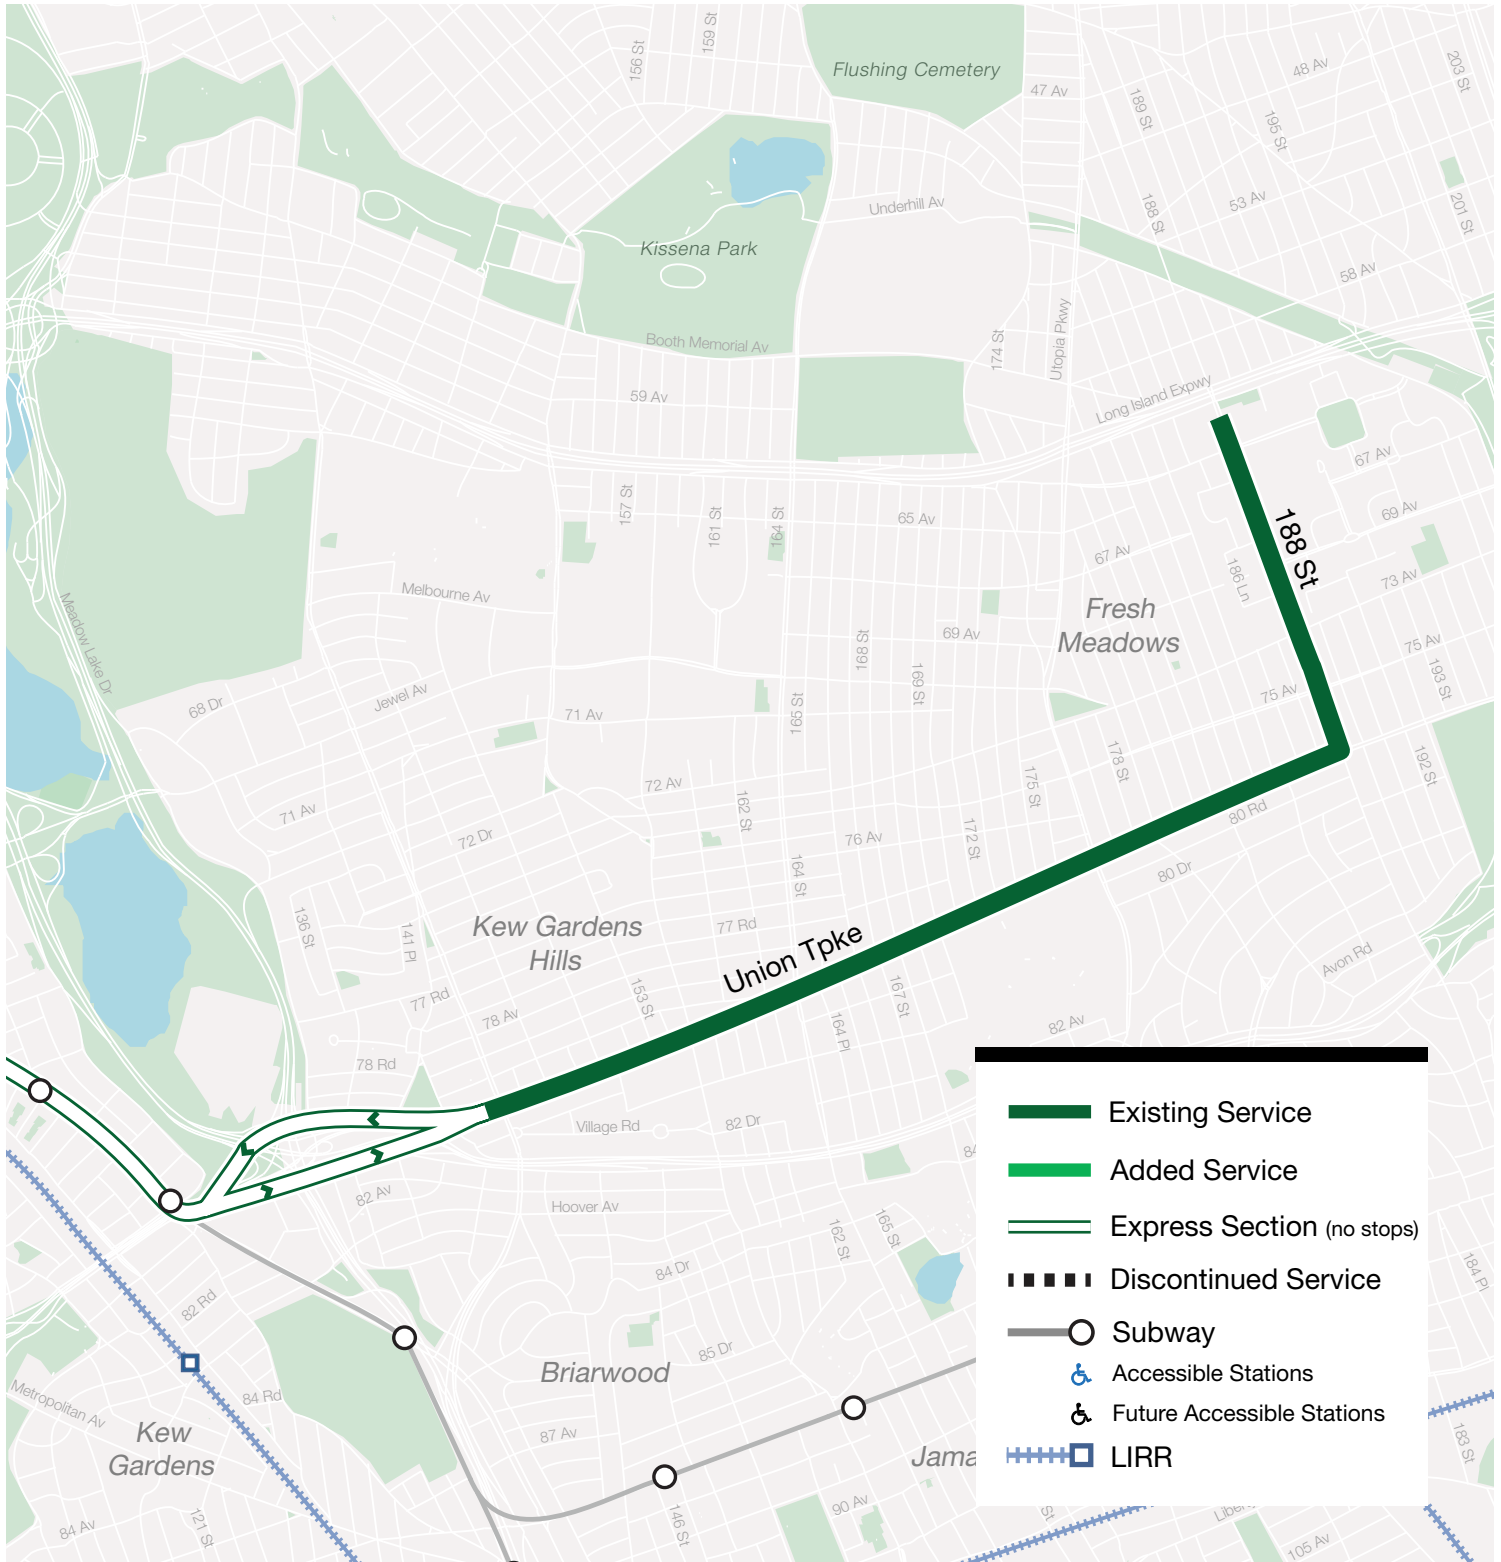 159 St
156 St
Flushing Cemetery
47 Av
48 Av
203 St
189 St
195 St
Underhill Av
188 St
53 Av
201 St
Kissena Park
58 Av
Booth Memorial Av
174 St
Utopia Pkwy
59 Av
Long Island Expwy
67 Av
157 St
161 St
164 St
65 Av
69 Av
188 St
67 Av
186 Ln
73 Av
Melbourne Av
Meadow Lake Dr
Fresh
Meadows
69 Av
168 St
75 Av
169 St
193 St
68 Dr
Jewel Av
71 Av
165 St
75 Av
178 St
192 St
72 Av
175 St
71 Av
162 St
72 Dr
76 Av
172 St
80 Rd
164 St
80 Dr
136 St
141 Pl
Kew Gardens
Hills
77 Rd
Union Tpke
Avon Rd
77 Rd
153 St
167 St
78 Av
164 Pl
82 Av
78 Rd
Village Rd
82 Dr
84
82 Av
Hoover Av
162 St
165 St
84 Dr
184 Pl
82 Rd
85 Dr
Briarwood
Metropolitan Av
84 Rd
Kew
Gardens
87 Av
Jama
183 St
84 Av
121 St
146 St
90 Av
St
Liber
105 Av
Existing Service
Added Service
Express Section (no stops)
Discontinued Service
Subway
Accessible Stations
Future Accessible Stations
LIRR